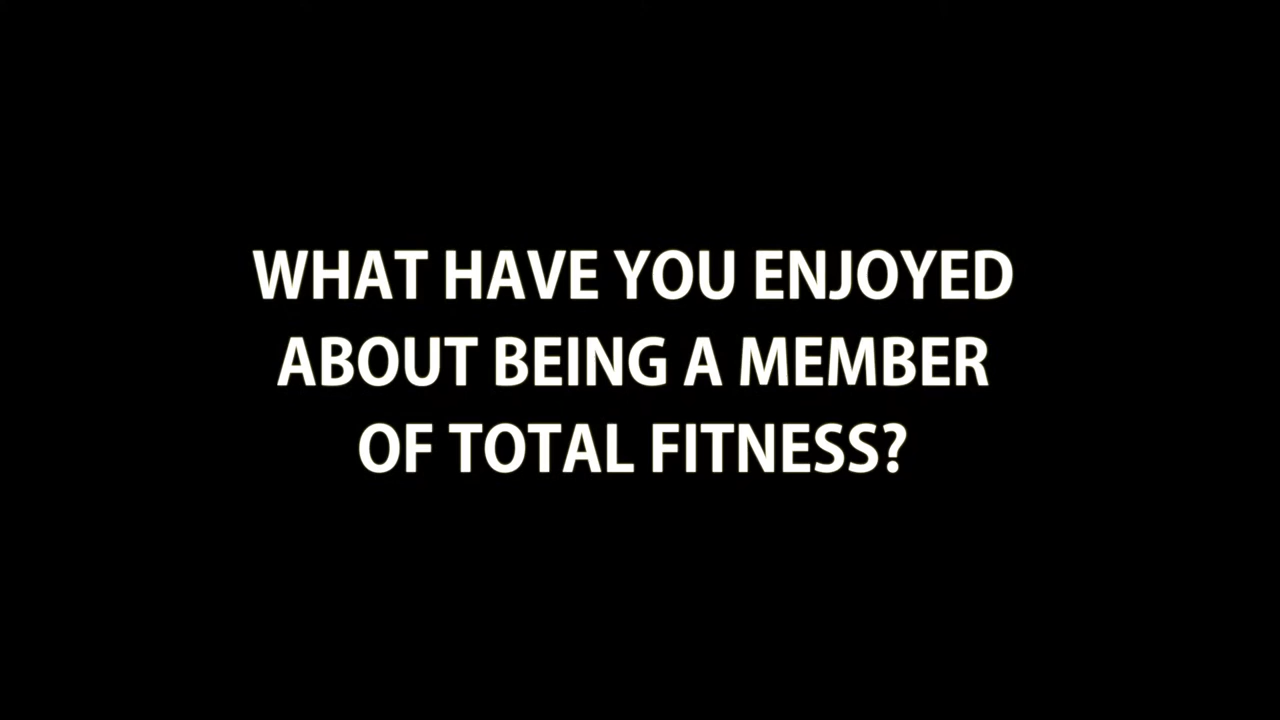 WHAT HAVE YOU ENJOYED
ABOUT BEING A MEMBER
OF TOTAL FITNESS?